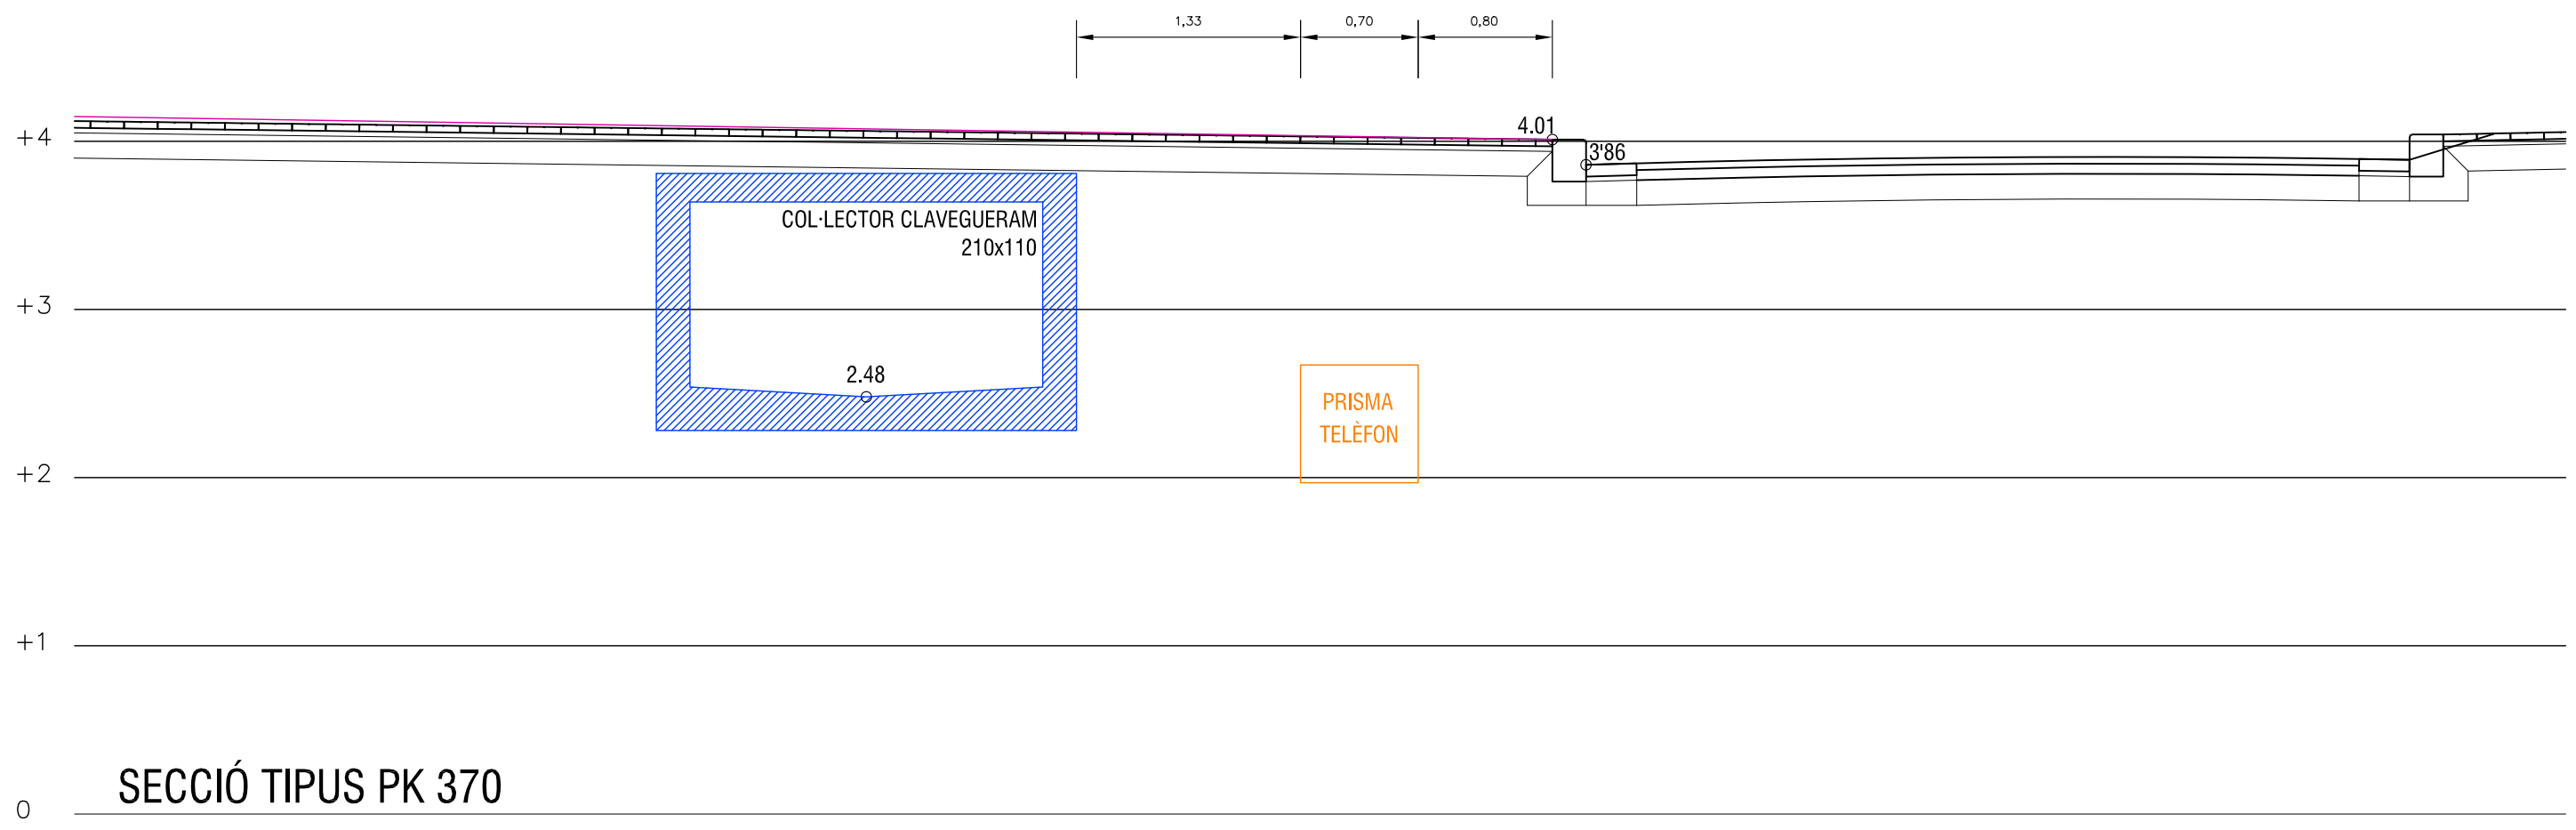 1,33
0,70
0,80
+4
4.01
3'86
COL·LECTOR CLAVEGUERAM
210x110
+3
2.48
PRISMA
TELÈFON
+2
+1
SECCIÓ TIPUS PK 370
0